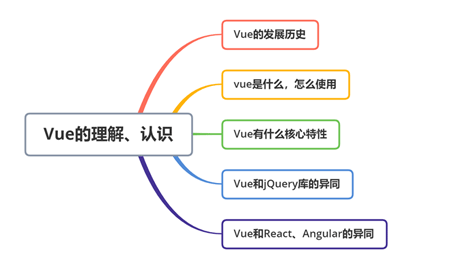 Vue的发展历史
vue是什么，怎么使用
Vue的理解、认识
Vue有什么核心特性
Vue和jQuery库的异同
Vue和React、Angular的异同